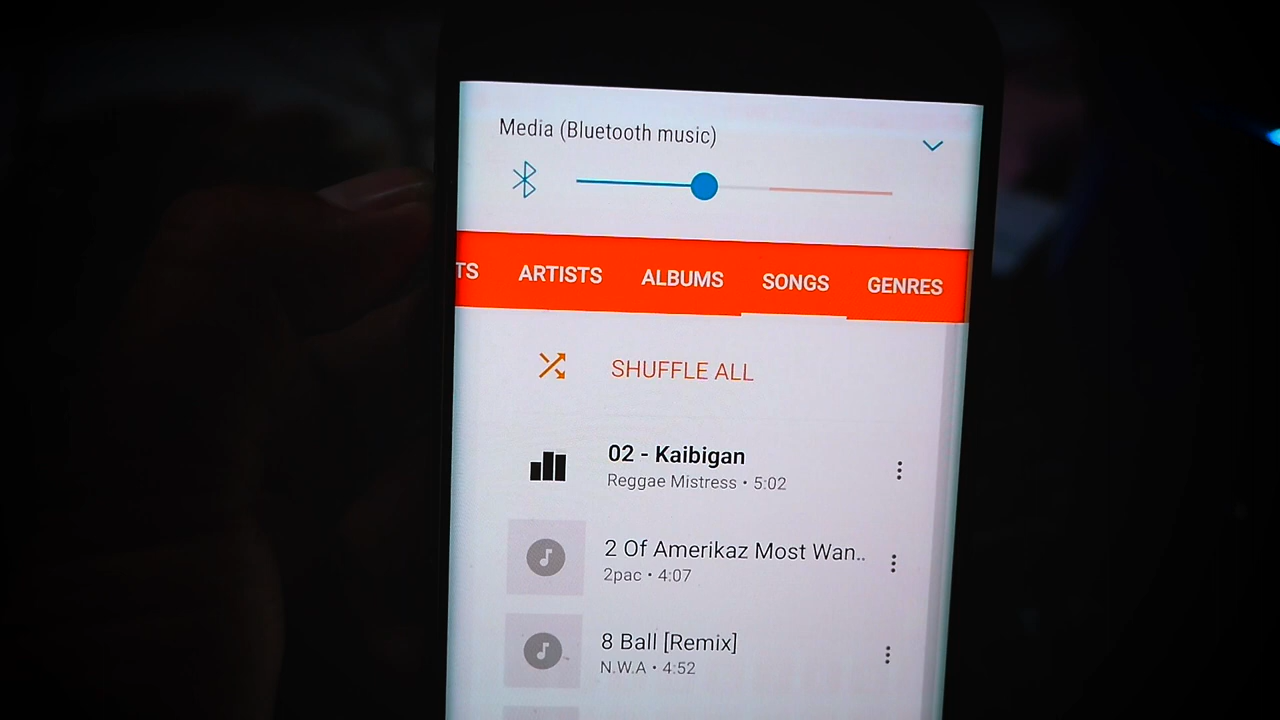 Media (Bluetooth music)
TS ARTISTS ALBUMS SONGS GENRES
SHUFFLE ALL
02 - Kaibigan
Reggae Mistress • 5:02
2 Of Amerikaz Most Wan..
2pac • 4:07
8 Ball [Remix]
N.W.A • 4:52